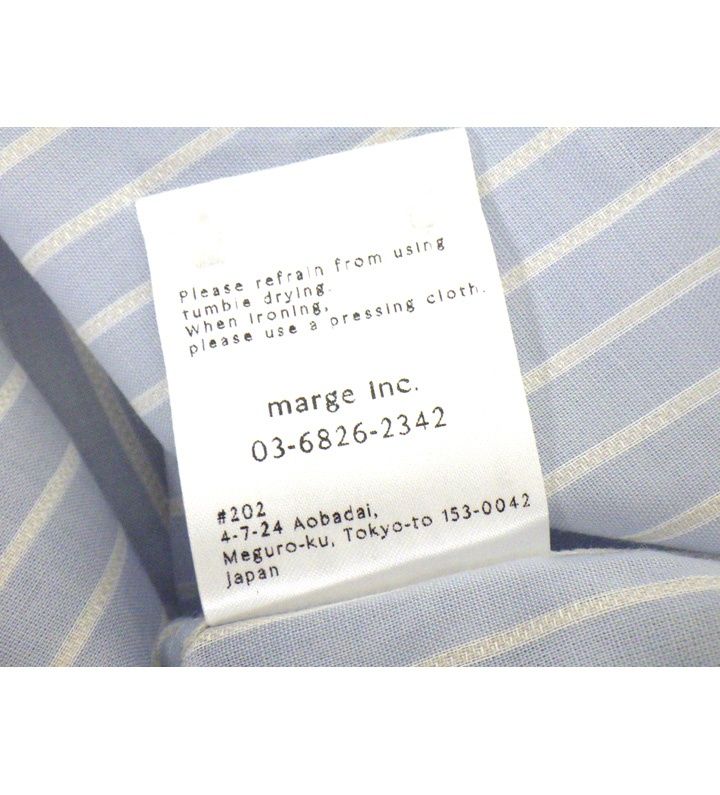 Please refrain from using
tumble drying.
When ironing,
please use a pressing cloth.
marge inc.
03-6826-2342
#202
4-7-24 Aobadai,
Meguro-ku, Tokyo-to 153-0042
Japan